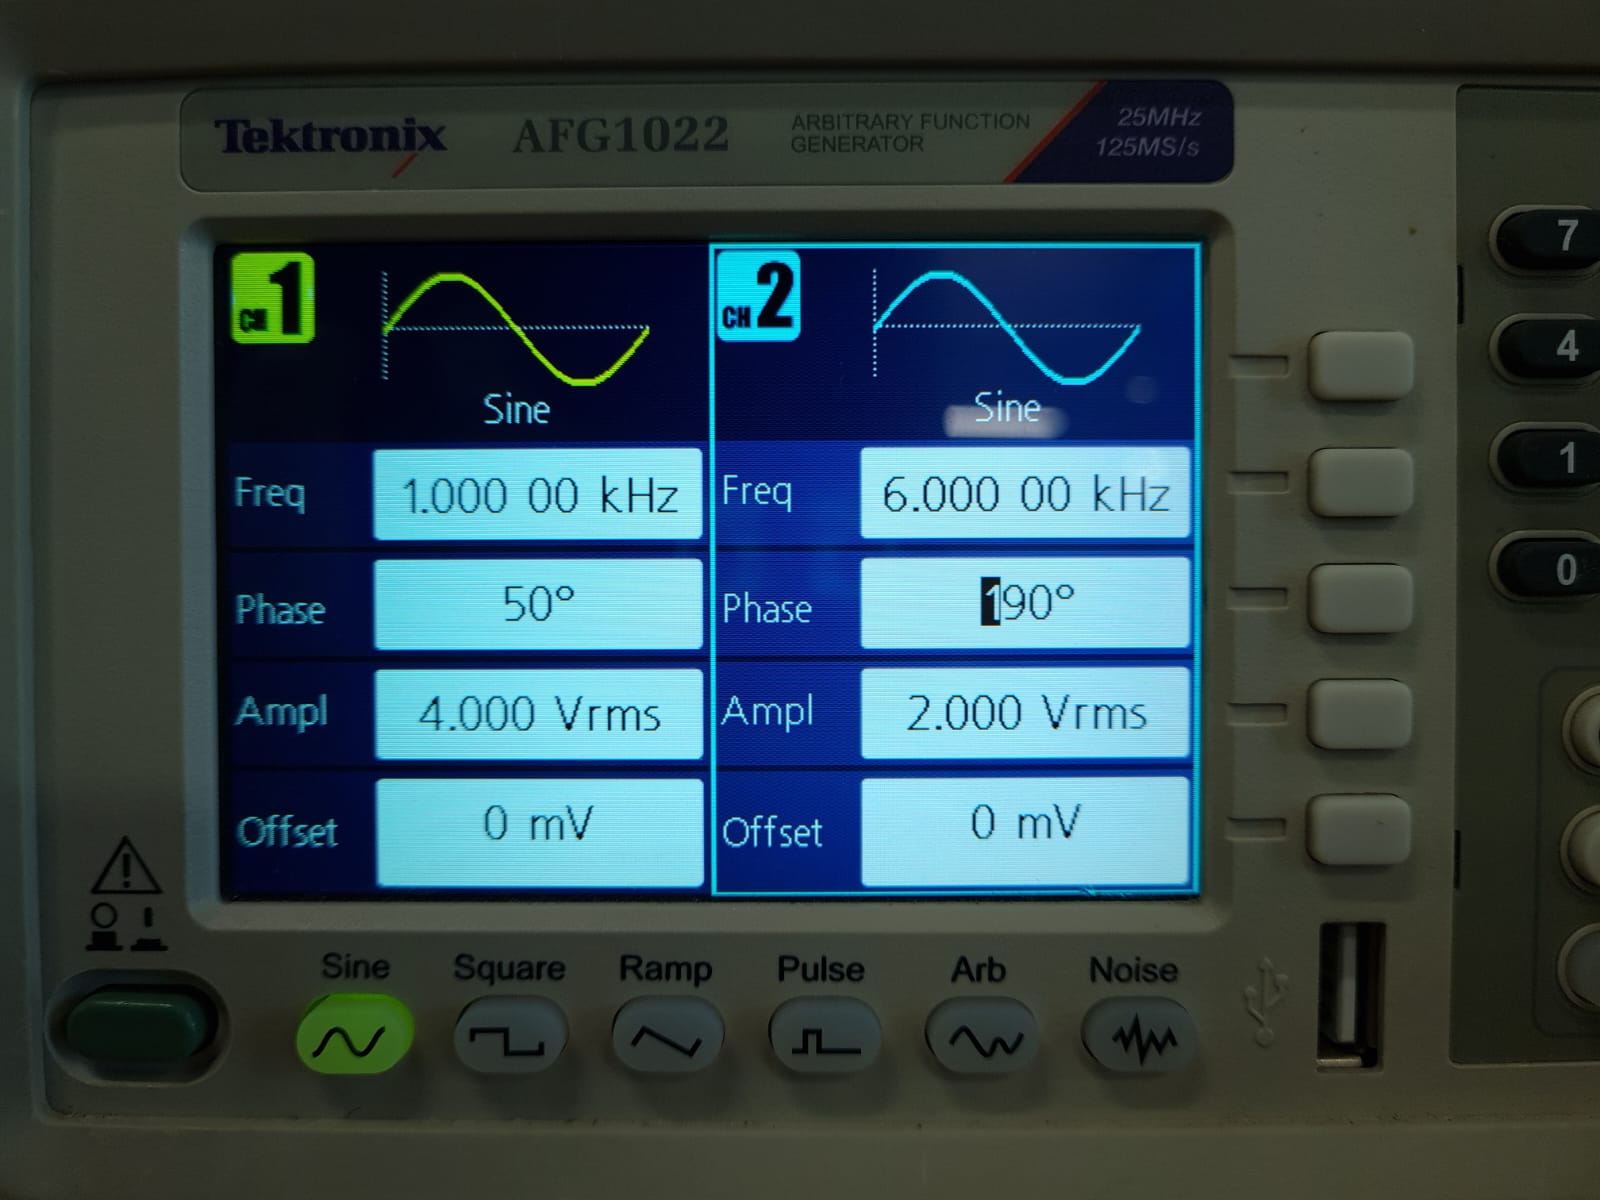 Tektronix AFG1022 ARBITRARY FUNCTION
GENERATOR
25MHz
125MS/s
CH 1
Sine
Freq 1.000 00 kHz
Phase 50°
Ampl 4.000 Vrms
Offset 0 mV
CH 2
Sine
Freq 6.000 00 kHz
Phase 190°
Ampl 2.000 Vrms
Offset 0 mV
Sine Square Ramp Pulse Arb Noise
7
4
1
0